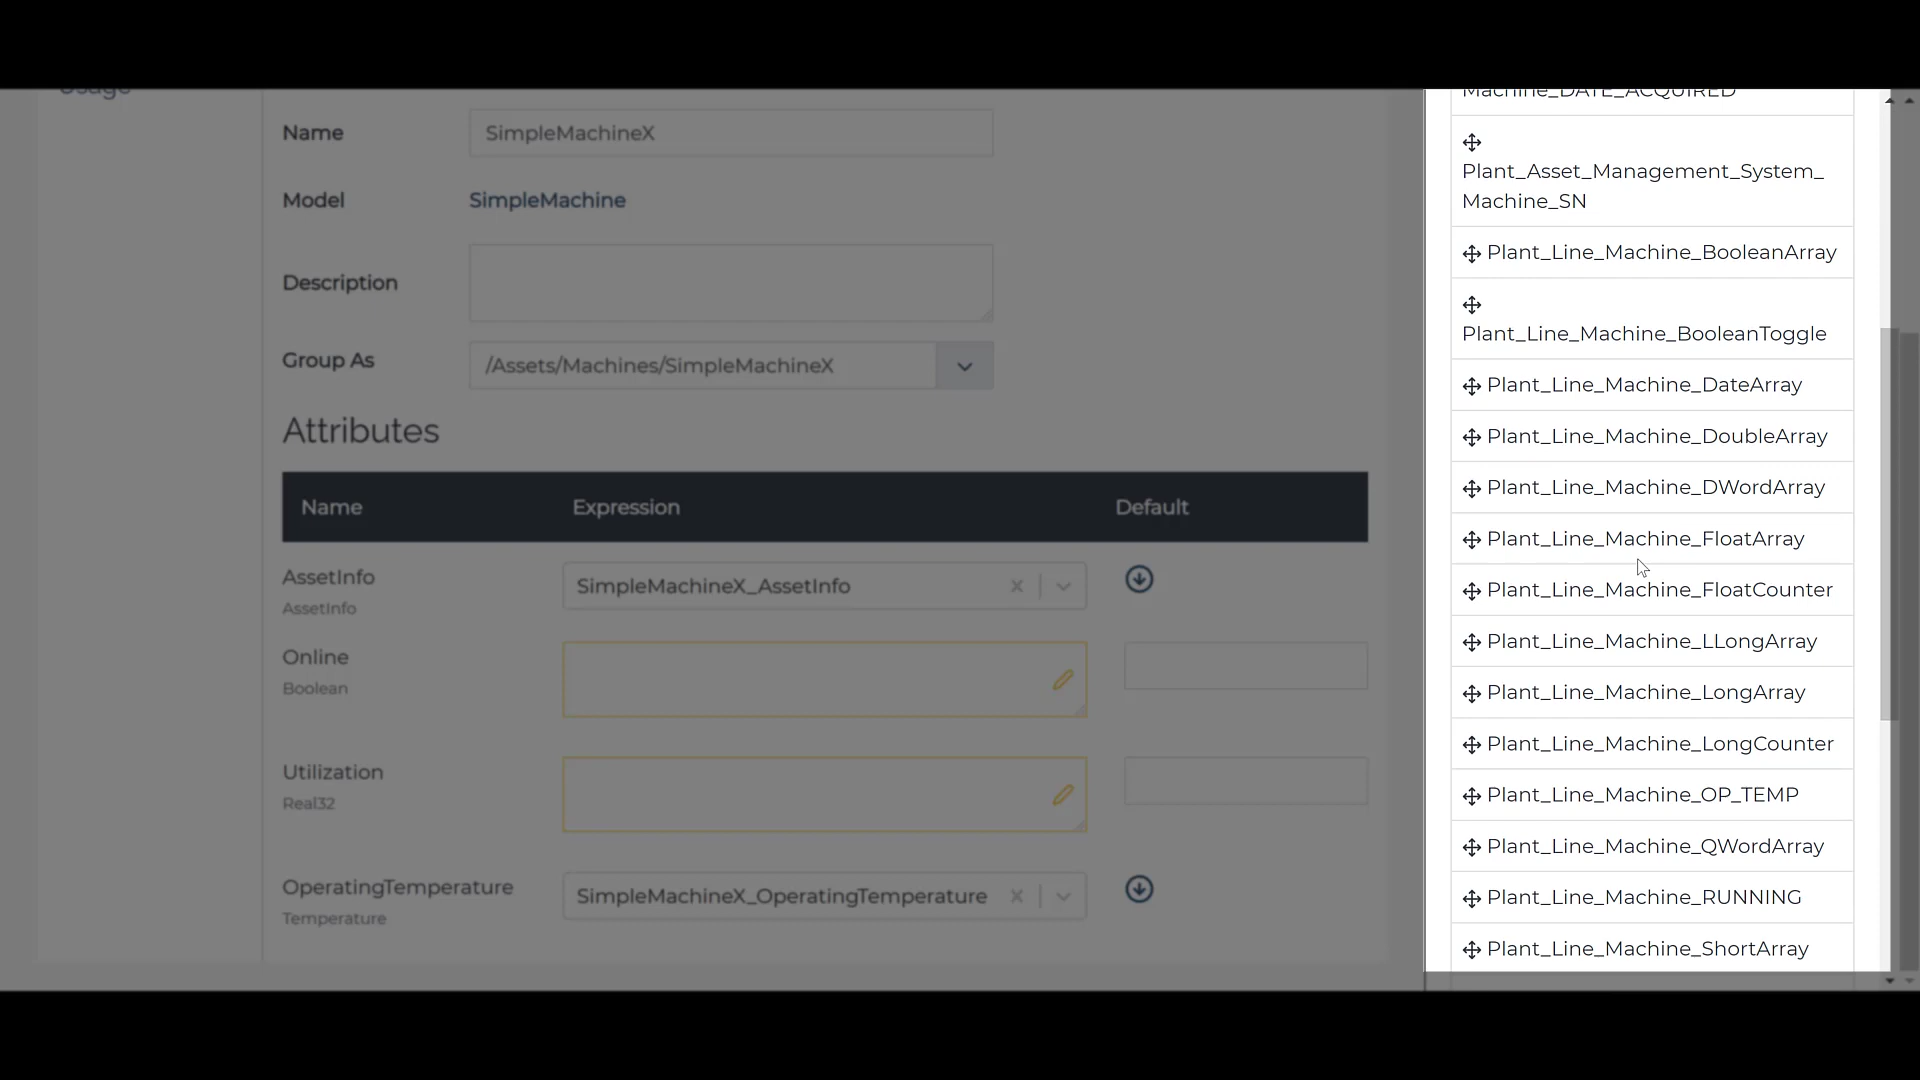 Usage
Name
SimpleMachineX
Model
SimpleMachine
Description
Group As
/Assets/Machines/SimpleMachineX
Attributes
Name Expression Default
AssetInfo
AssetInfo
SimpleMachineX_AssetInfo
Online
Boolean
Utilization
Real32
OperatingTemperature
Temperature
SimpleMachineX_OperatingTemperature
Machine_DATE_ACQUIRED
Plant_Asset_Management_System_
Machine_SN
Plant_Line_Machine_BooleanArray
Plant_Line_Machine_BooleanToggle
Plant_Line_Machine_DateArray
Plant_Line_Machine_DoubleArray
Plant_Line_Machine_DWordArray
Plant_Line_Machine_FloatArray
Plant_Line_Machine_FloatCounter
Plant_Line_Machine_LLongArray
Plant_Line_Machine_LongArray
Plant_Line_Machine_LongCounter
Plant_Line_Machine_OP_TEMP
Plant_Line_Machine_QWordArray
Plant_Line_Machine_RUNNING
Plant_Line_Machine_ShortArray